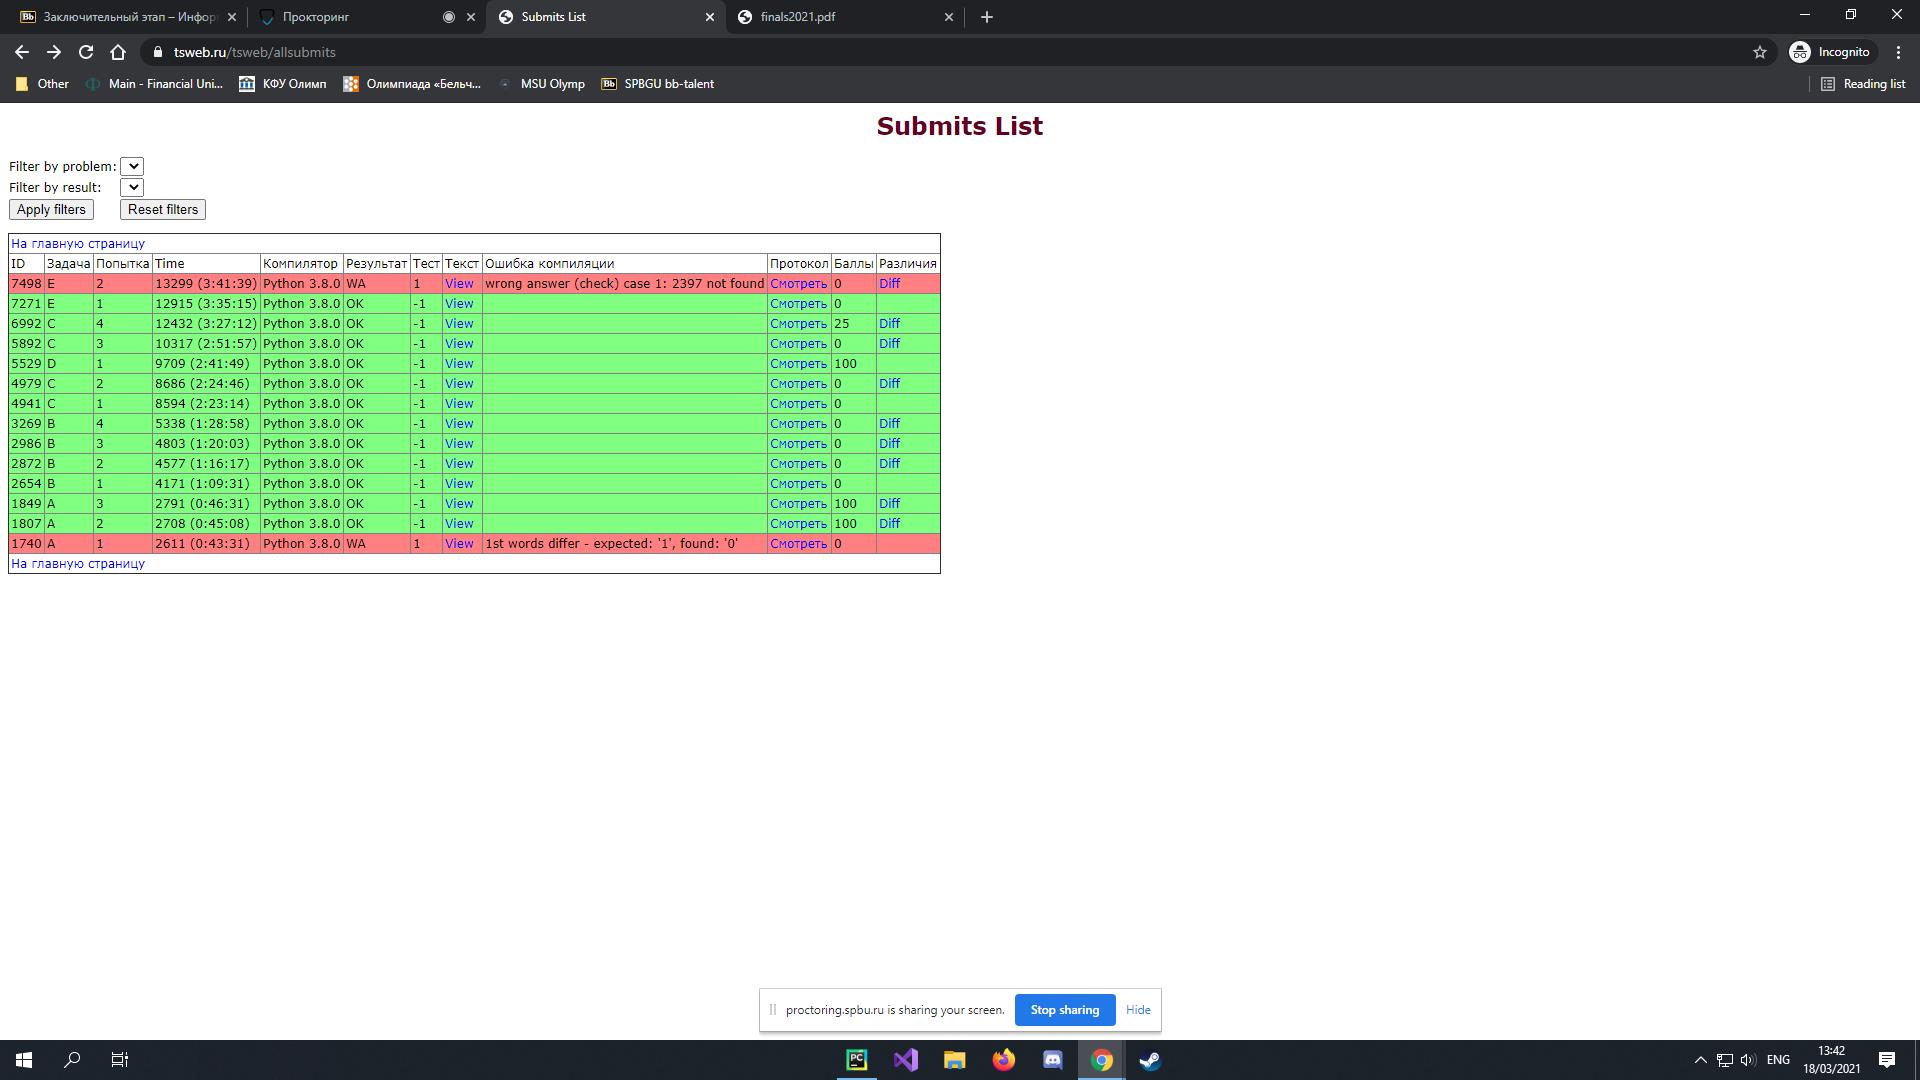 Заключительный этап – Инфор
Прокторинг
Submits List
finals2021.pdf
tsweb.ru/tsweb/allsubmits
Incognito
Other
Main - Financial Uni...
КФУ Олимп
Олимпиада «Бельч...
MSU Olymp
Bb SPBGU bb-talent
Reading list
Submits List
Filter by problem:
Filter by result:
Apply filters Reset filters
На главную страницу
ID Задача Попытка Time Компилятор Результат Тест Текст Ошибка компиляции Протокол Баллы Различия
7498 E 2 13299 (3:41:39) Python 3.8.0 WA 1 View wrong answer (check) case 1: 2397 not found Смотреть 0 Diff
7271 E 1 12915 (3:35:15) Python 3.8.0 OK -1 View Смотреть 0
6992 C 4 12432 (3:27:12) Python 3.8.0 OK -1 View Смотреть 25 Diff
5892 C 3 10317 (2:51:57) Python 3.8.0 OK -1 View Смотреть 0 Diff
5529 D 1 9709 (2:41:49) Python 3.8.0 OK -1 View Смотреть 100
4979 C 2 8686 (2:24:46) Python 3.8.0 OK -1 View Смотреть 0 Diff
4941 C 1 8594 (2:23:14) Python 3.8.0 OK -1 View Смотреть 0
3269 B 4 5338 (1:28:58) Python 3.8.0 OK -1 View Смотреть 0 Diff
2986 B 3 4803 (1:20:03) Python 3.8.0 OK -1 View Смотреть 0 Diff
2872 B 2 4577 (1:16:17) Python 3.8.0 OK -1 View Смотреть 0 Diff
2654 B 1 4171 (1:09:31) Python 3.8.0 OK -1 View Смотреть 0
1849 A 3 2791 (0:46:31) Python 3.8.0 OK -1 View Смотреть 100 Diff
1807 A 2 2708 (0:45:08) Python 3.8.0 OK -1 View Смотреть 100 Diff
1740 A 1 2611 (0:43:31) Python 3.8.0 WA 1 View 1st words differ - expected: '1', found: '0' Смотреть 0
На главную страницу
proctoring.spbu.ru is sharing your screen. Stop sharing Hide
PC
ENG
13:42
18/03/2021